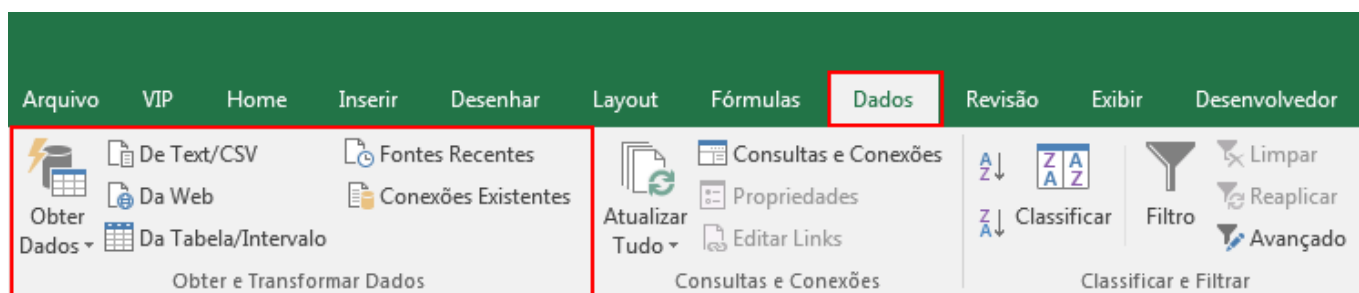 Arquivo VIP Home Inserir Desenhar Layout Fórmulas Dados Revisão Exibir Desenvolvedor
Obter
Dados
De Text/CSV
Da Web
Da Tabela/Intervalo
Fontes Recentes
Conexões Existentes
Obter e Transformar Dados
Atualizar
Tudo
Consultas e Conexões
Propriedades
Editar Links
Consultas e Conexões
Classificar
Filtro
Limpar
Reaplicar
Avançado
Classificar e Filtrar